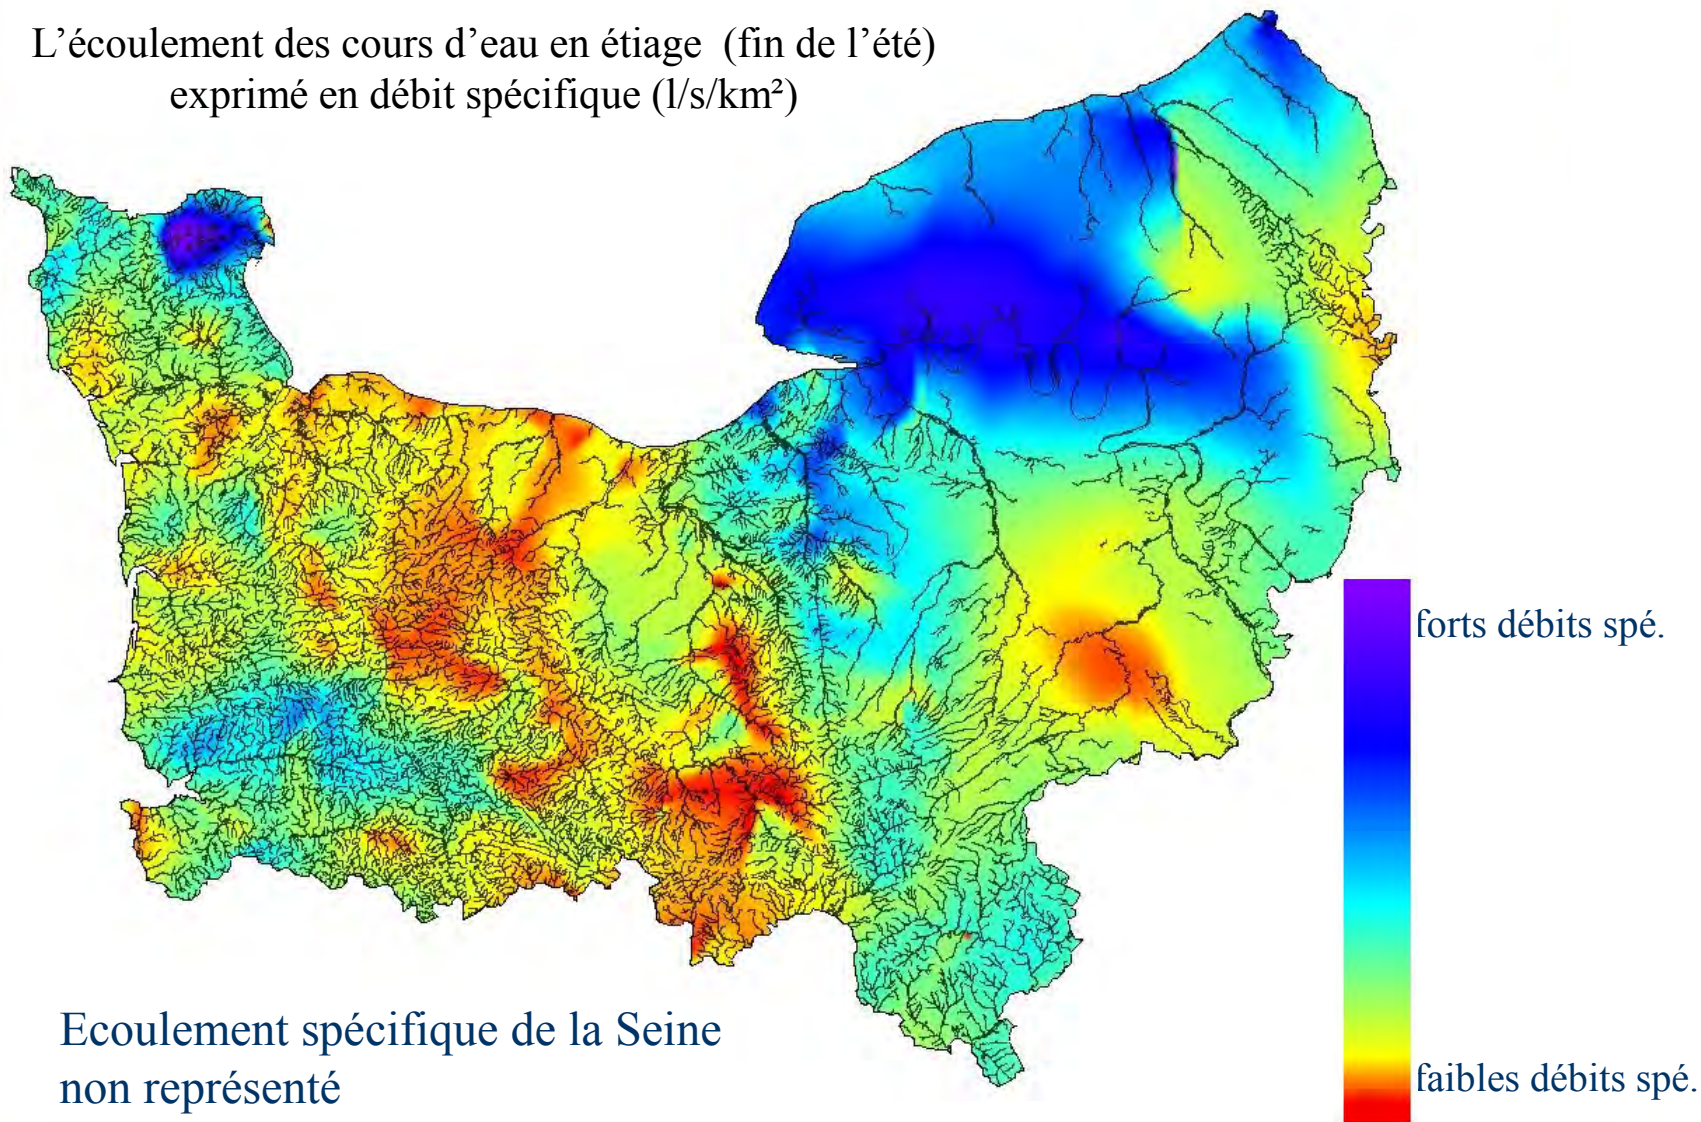 L’écoulement des cours d’eau en étiage (fin de l’été)
exprimé en débit spécifique (l/s/km²)
forts débits spé.
Ecoulement spécifique de la Seine
non représenté
faibles débits spé.